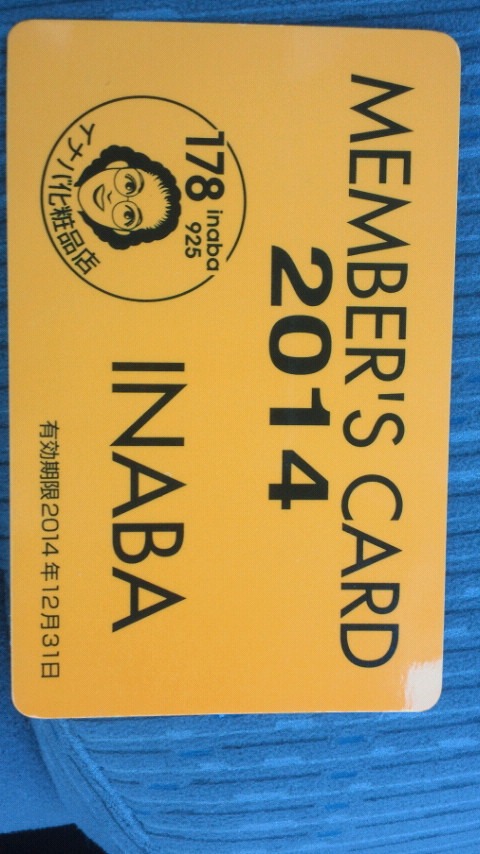 MEMBER'S CARD
2014
178 inaba
925
イナバ化粧品店
INABA
有効期限2014年12月31日